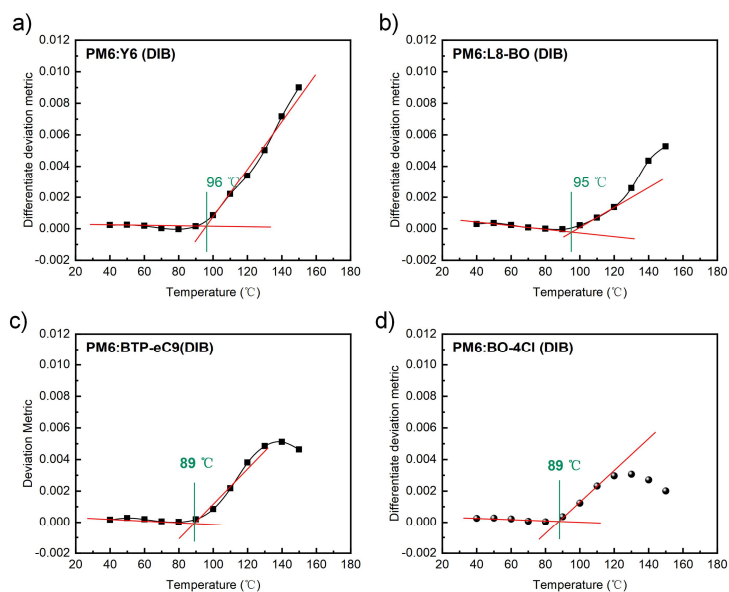 a)
PM6:Y6 (DIB)
0.012
0.010
0.008
0.006
0.004
0.002
0.000
-0.002
Differentiate deviation metric
96 ℃
20 40 60 80 100 120 140 160 180
Temperature (℃)
b)
PM6:L8-BO (DIB)
0.012
0.010
0.008
0.006
0.004
0.002
0.000
-0.002
Differentiate deviation metric
95 ℃
20 40 60 80 100 120 140 160 180
Temperature (℃)
c)
PM6:BTP-eC9(DIB)
0.012
0.010
0.008
0.006
0.004
0.002
0.000
-0.002
Deviation Metric
89 ℃
20 40 60 80 100 120 140 160 180
Temperature (℃)
d)
PM6:BO-4Cl (DIB)
0.012
0.010
0.008
0.006
0.004
0.002
0.000
-0.002
Differentiate deviation metric
89 ℃
20 40 60 80 100 120 140 160 180
Temperature (℃)